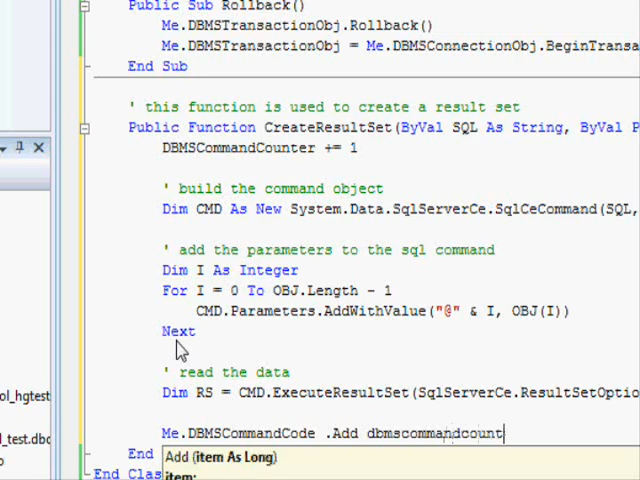 Public Sub Rollback()
Me.DBMSTransactionObj.Rollback()
Me.DBMSTransactionObj = Me.DBMSConnectionObj.BeginTransa
End Sub
' this function is used to create a result set
Public Function CreateResultSet(ByVal SQL As String, ByVal P
DBMSCommandCounter += 1
' build the command object
Dim CMD As New System.Data.SqlServerCe.SqlCeCommand(SQL,
' add the parameters to the sql command
Dim I As Integer
For I = 0 To OBJ.Length - 1
CMD.Parameters.AddWithValue("@" & I, OBJ(I))
Next
' read the data
Dim RS = CMD.ExecuteResultSet(SqlServerCe.ResultSetOptio
ol_hgtest
Me.DBMSCommandCode .Add dbmscommandcount
_test.dbo
End
Add (item As Long)
End Clas
item: